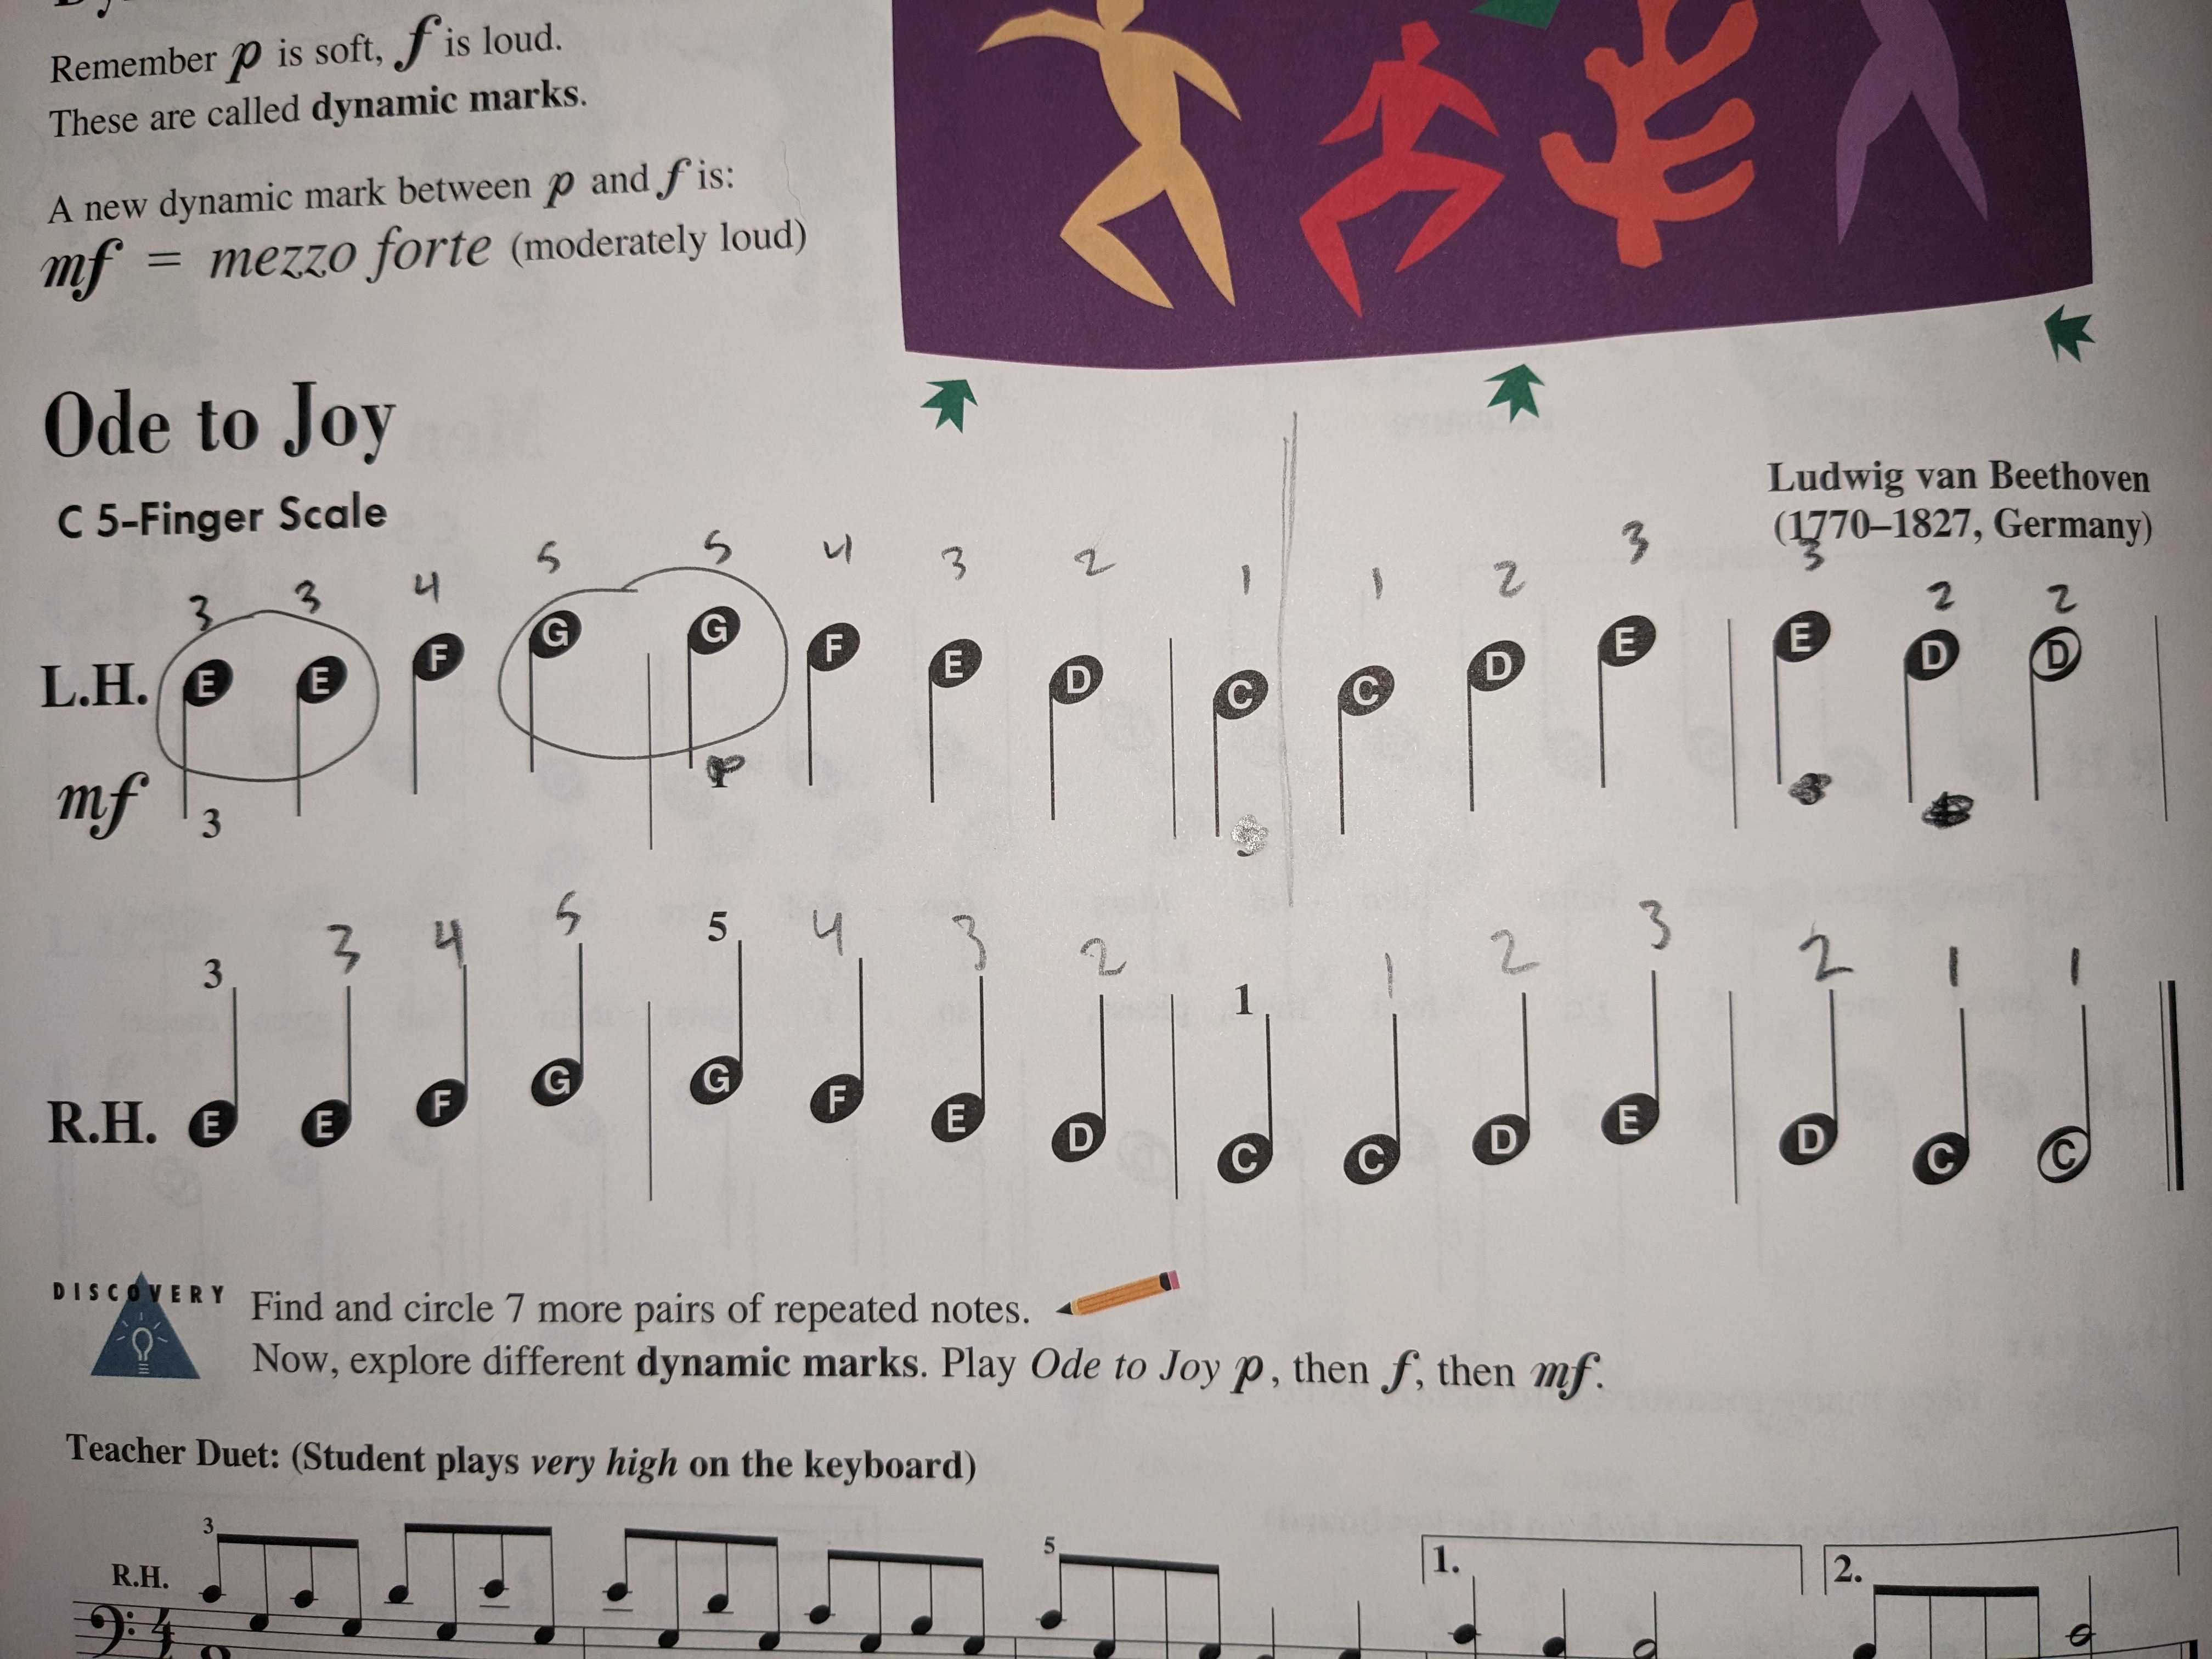 Remember p is soft, f is loud.
These are called dynamic marks.
A new dynamic mark between p and f is:
mf = mezzo forte (moderately loud)
Ode to Joy
C 5-Finger Scale
Ludwig van Beethoven
(1770–1827, Germany)
3 3 4 5 5 4 3 2 1 1 2 3 3 2 2
L.H. E E F G G F E D C C D E E D D
mf 3
3 3 4 5 5 4 3 2 1 1 2 3 2 1 1
R.H. E E F G G F E D C C D E D C C
DISCOVERY
Find and circle 7 more pairs of repeated notes.
Now, explore different dynamic marks. Play Ode to Joy p, then f, then mf.
Teacher Duet: (Student plays very high on the keyboard)
3 5 1. 2.
R.H.
4